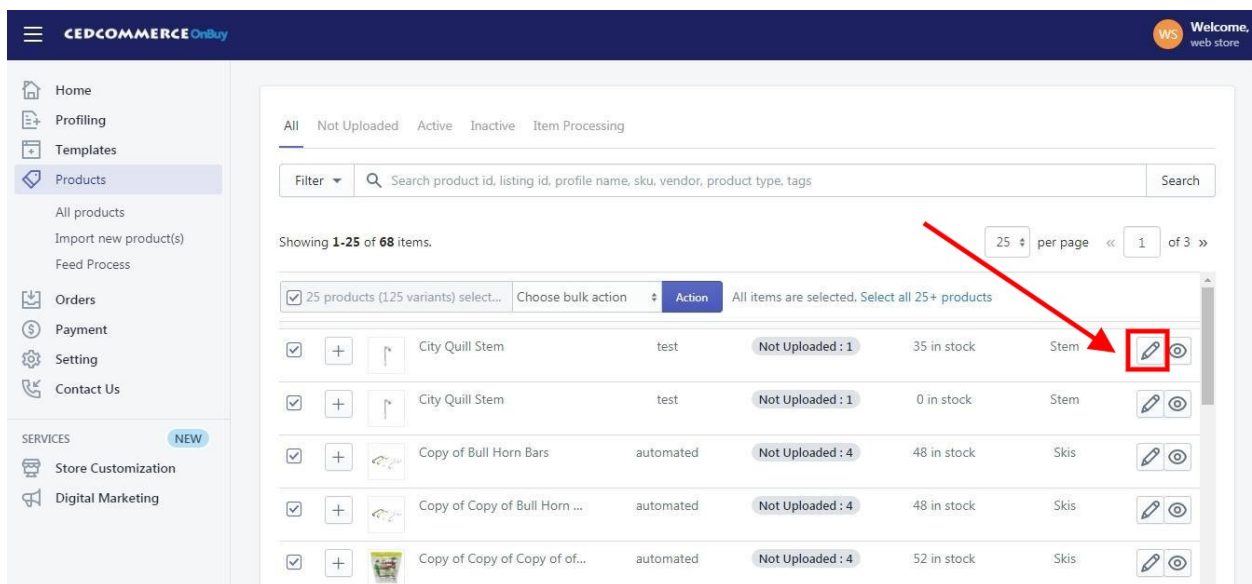 CEDCOMMERCE OnBuy
WS
Welcome,
web store
Home
Profiling
Templates
Products
All products
Import new product(s)
Feed Process
Orders
Payment
Setting
Contact Us
SERVICES NEW
Store Customization
Digital Marketing
All Not Uploaded Active Inactive Item Processing
Filter Search product id, listing id, profile name, sku, vendor, product type, tags Search
Showing 1-25 of 68 items. 25 per page « 1 of 3 »
25 products (125 variants) select... Choose bulk action Action All items are selected. Select all 25+ products
City Quill Stem test Not Uploaded : 1 35 in stock Stem
City Quill Stem test Not Uploaded : 1 0 in stock Stem
Copy of Bull Horn Bars automated Not Uploaded : 4 48 in stock Skis
Copy of Copy of Bull Horn ... automated Not Uploaded : 4 48 in stock Skis
Copy of Copy of Copy of of... automated Not Uploaded : 4 52 in stock Skis